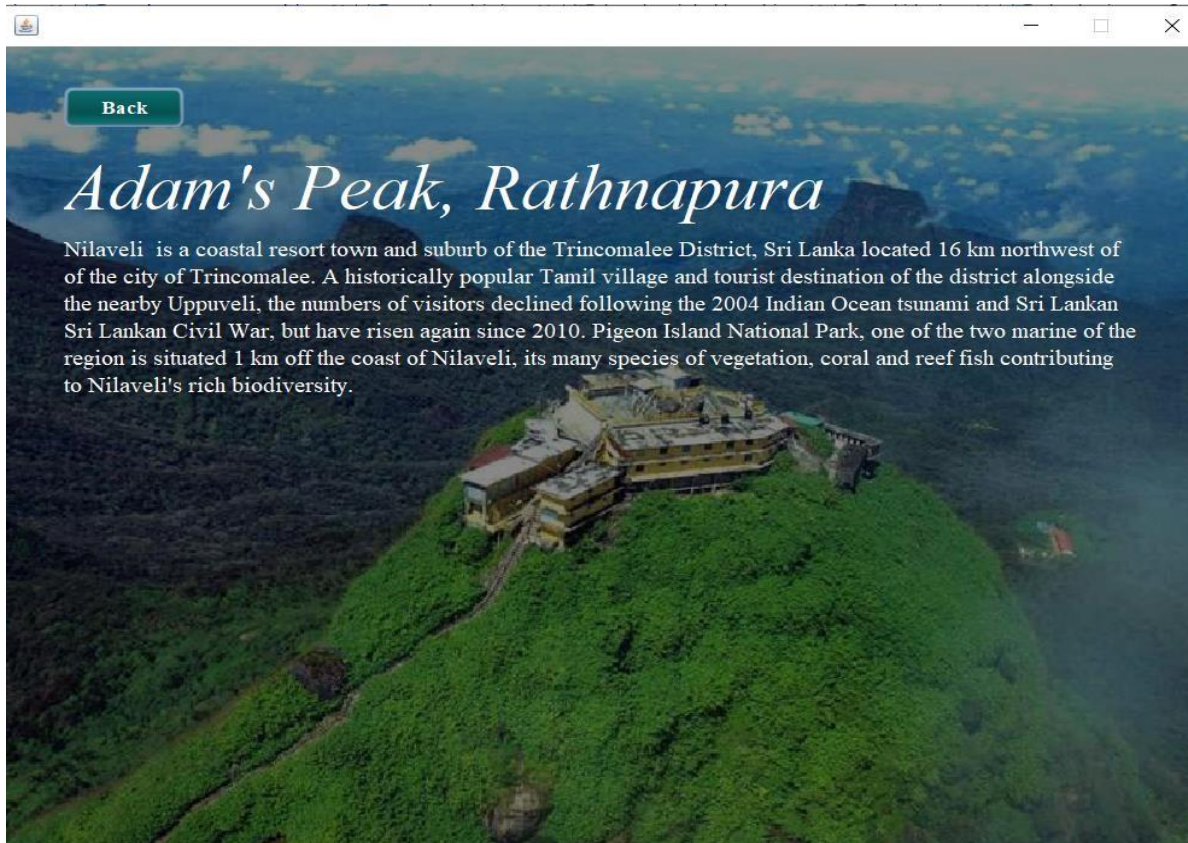 Back
Adam's Peak, Rathnapura
Nilaveli  is a coastal resort town and suburb of the Trincomalee District, Sri Lanka located 16 km northwest of
of the city of Trincomalee. A historically popular Tamil village and tourist destination of the district alongside
the nearby Uppuveli, the numbers of visitors declined following the 2004 Indian Ocean tsunami and Sri Lankan
Sri Lankan Civil War, but have risen again since 2010. Pigeon Island National Park, one of the two marine of the
region is situated 1 km off the coast of Nilaveli, its many species of vegetation, coral and reef fish contributing
to Nilaveli's rich biodiversity.